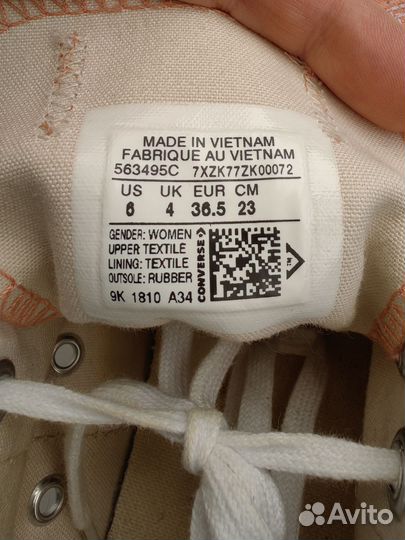 MADE IN VIETNAM
FABRIQUE AU VIETNAM
563495C 7XZK77ZK00072
US UK EUR CM
6 4 36.5 23
GENDER: WOMEN
UPPER TEXTILE
LINING: TEXTILE
OUTSOLE: RUBBER
9K 1810 A34
CONVERSE
Avito